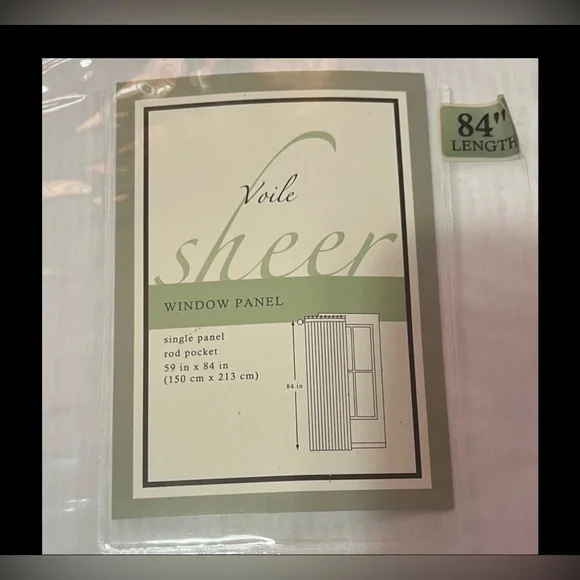 Voile
sheer
WINDOW PANEL
single panel
rod pocket
59 in x 84 in
(150 cm x 213 cm)
84 in
84"
LENGTH